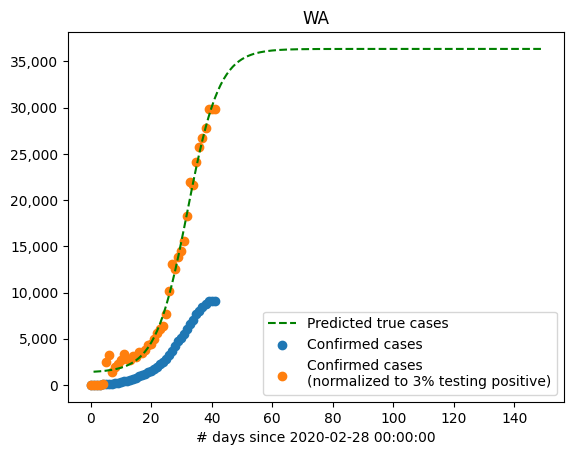 WA
35,000
30,000
25,000
20,000
15,000
10,000
5,000
0
Predicted true cases
Confirmed cases
Confirmed cases
(normalized to 3% testing positive)
0 20 40 60 80 100 120 140
# days since 2020-02-28 00:00:00